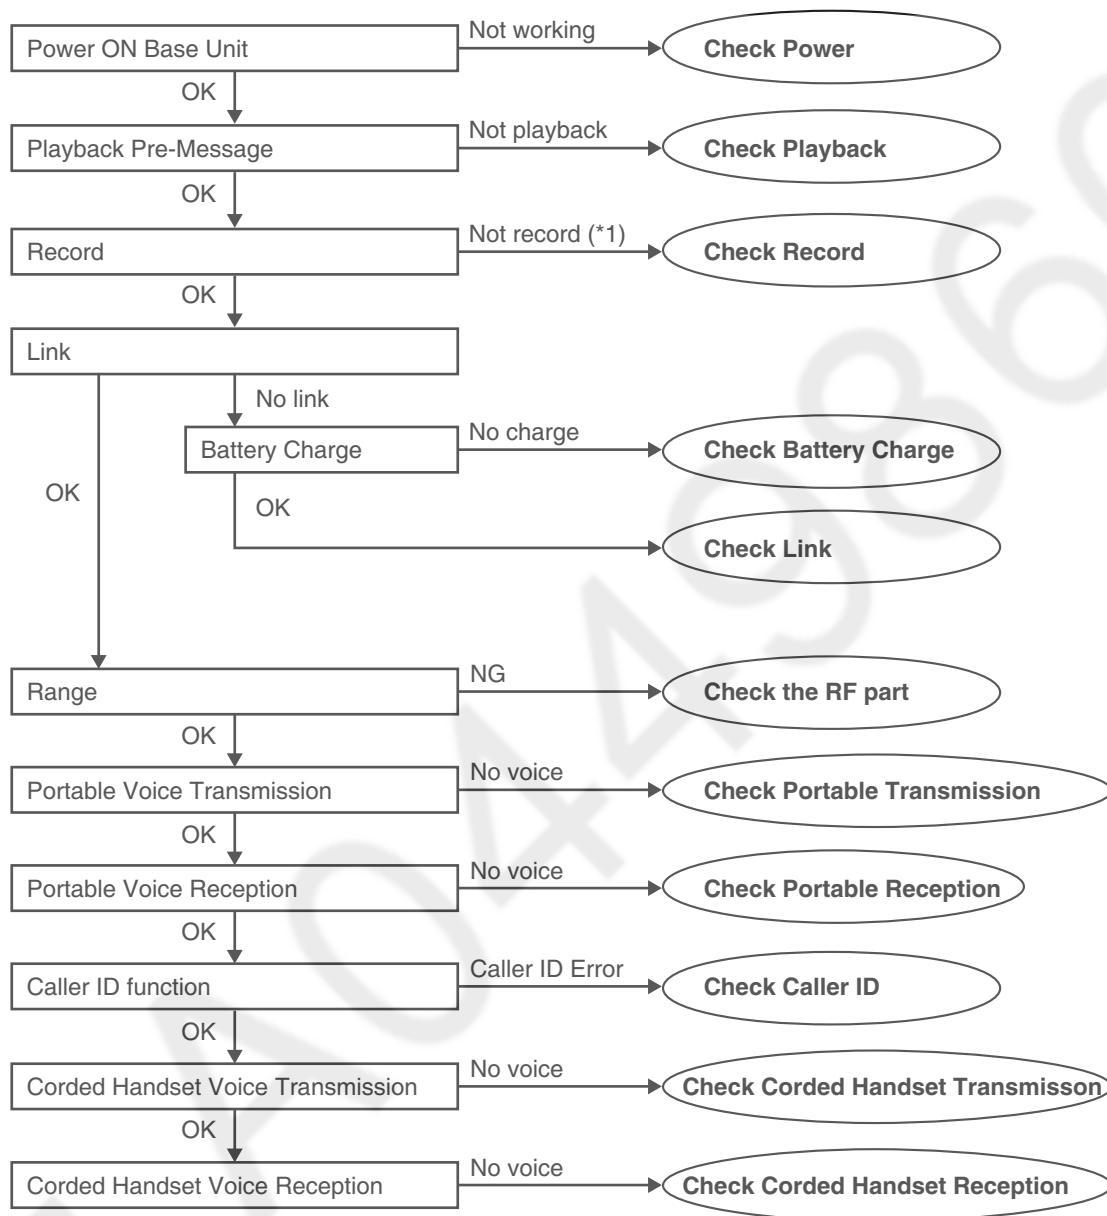 Power ON Base Unit
Not working
Check Power
OK
Playback Pre-Message
Not playback
Check Playback
OK
Record
Not record (*1)
Check Record
OK
Link
No link
Battery Charge
No charge
Check Battery Charge
OK
OK
Check Link
Range
NG
Check the RF part
OK
Portable Voice Transmission
No voice
Check Portable Transmission
OK
Portable Voice Reception
No voice
Check Portable Reception
OK
Caller ID function
Caller ID Error
Check Caller ID
OK
Corded Handset Voice Transmission
No voice
Check Corded Handset Transmisson
OK
Corded Handset Voice Reception
No voice
Check Corded Handset Reception